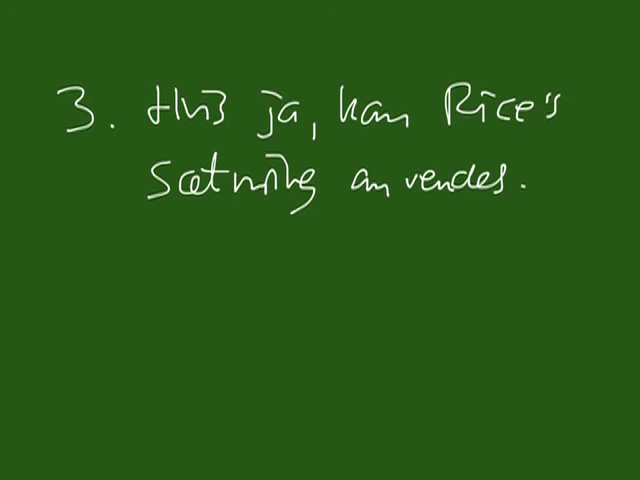 3. Hvis ja, kan Rice's
Sætning anvendes.